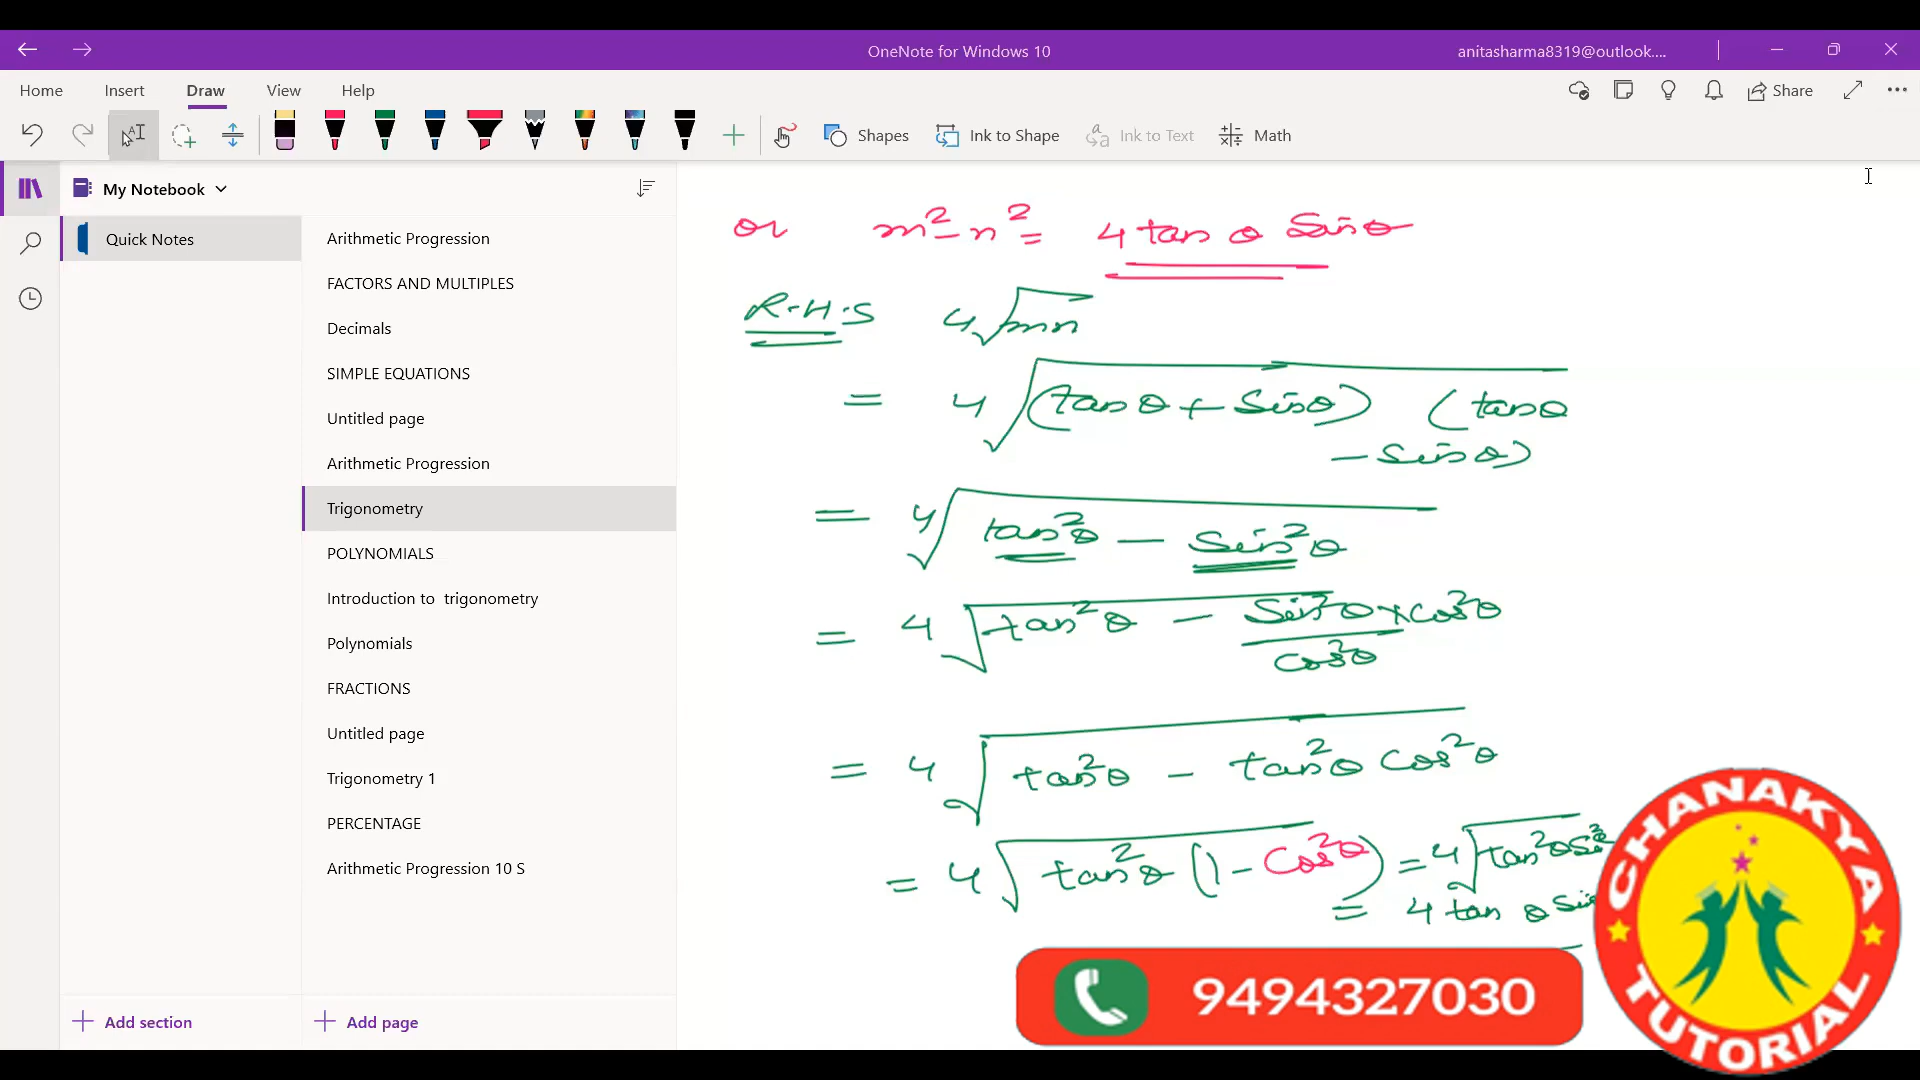 OneNote for Windows 10
anitasharma8319@outlook....
Home Insert Draw View Help
Share
Shapes Ink to Shape Ink to Text Math
My Notebook
Quick Notes
Arithmetic Progression
FACTORS AND MULTIPLES
Decimals
SIMPLE EQUATIONS
Untitled page
Arithmetic Progression
Trigonometry
POLYNOMIALS
Introduction to trigonometry
Polynomials
FRACTIONS
Untitled page
Trigonometry 1
PERCENTAGE
Arithmetic Progression 10 S
Add section
Add page
or m² - n² = 4 tan θ Sin θ
R.H.S 4√mn
= 4√(tan θ + Sin θ) (tan θ
- Sin θ)
= 4√tan²θ - Sin²θ
= 4√tan²θ - Sin²θ × Cos²θ
Cos²θ
= 4√tan²θ - tan²θ Cos²θ
= 4√tan²θ (1 - Cos²θ) = 4√tan²θ
= 4 tan θ
9494327030
CHANAKYA
TUTORIAL